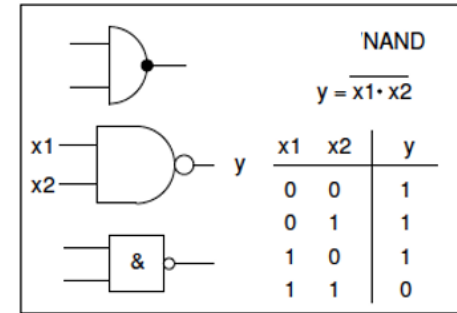 'NAND
y = x1• x2
x1
x2
y
&
x1 x2 y
0 0 1
0 1 1
1 0 1
1 1 0